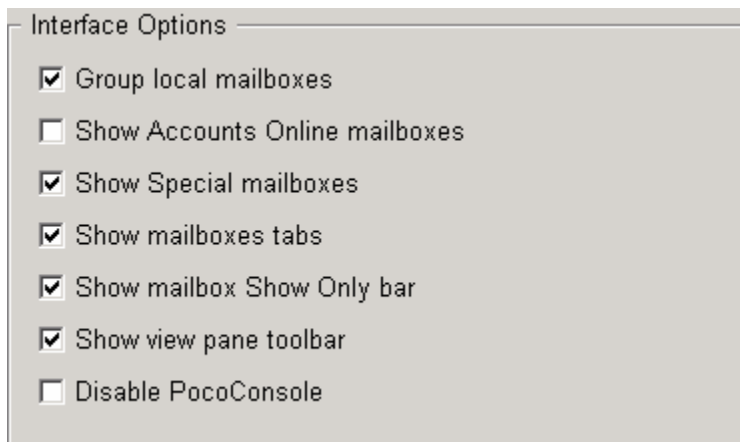 Interface Options
Group local mailboxes
Show Accounts Online mailboxes
Show Special mailboxes
Show mailboxes tabs
Show mailbox Show Only bar
Show view pane toolbar
Disable PocoConsole